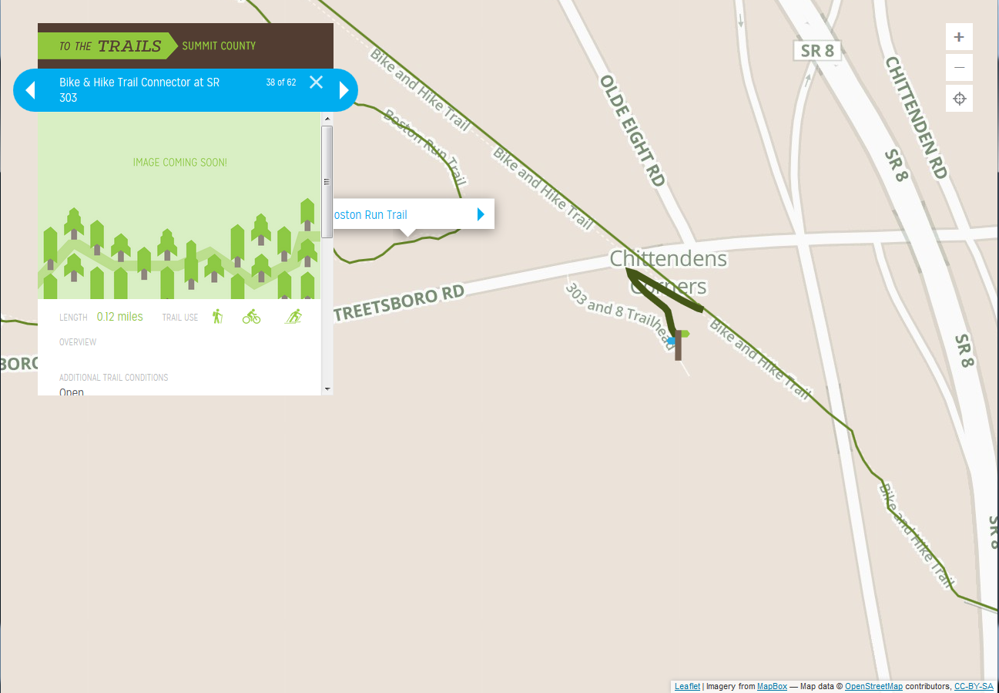 TO THE TRAILS SUMMIT COUNTY
Bike & Hike Trail Connector at SR
303
38 of 62
IMAGE COMING SOON!
LENGTH 0.12 miles TRAIL USE
OVERVIEW
ADDITIONAL TRAIL CONDITIONS
Open
oston Run Trail
Bike and Hike Trail
Boston Run Trail
Bike and Hike Trail
OLDE EIGHT RD
SR 8
CHITTENDEN RD
SR 8
Chittendens
Corners
303 and 8 Trailhead
TREETSBORO RD
BORO
Bike and Hike Trail
SR 8
Bike and Hike Trail
SR 8
+
−
Leaflet | Imagery from MapBox — Map data © OpenStreetMap contributors, CC-BY-SA